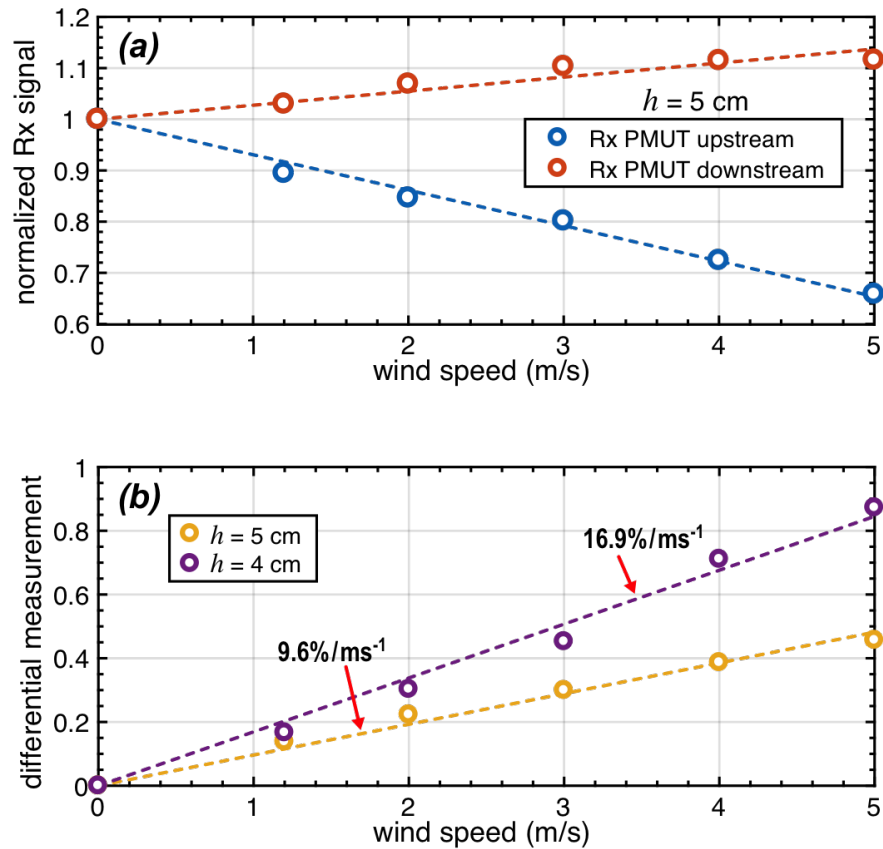 (a)
1.2
1.1
1
0.9
0.8
0.7
0.6
normalized Rx signal
h = 5 cm
Rx PMUT upstream
Rx PMUT downstream
0 1 2 3 4 5
wind speed (m/s)
(b)
1
0.8
0.6
0.4
0.2
0
differential measurement
h = 5 cm
h = 4 cm
16.9%/ms⁻¹
9.6%/ms⁻¹
0 1 2 3 4 5
wind speed (m/s)